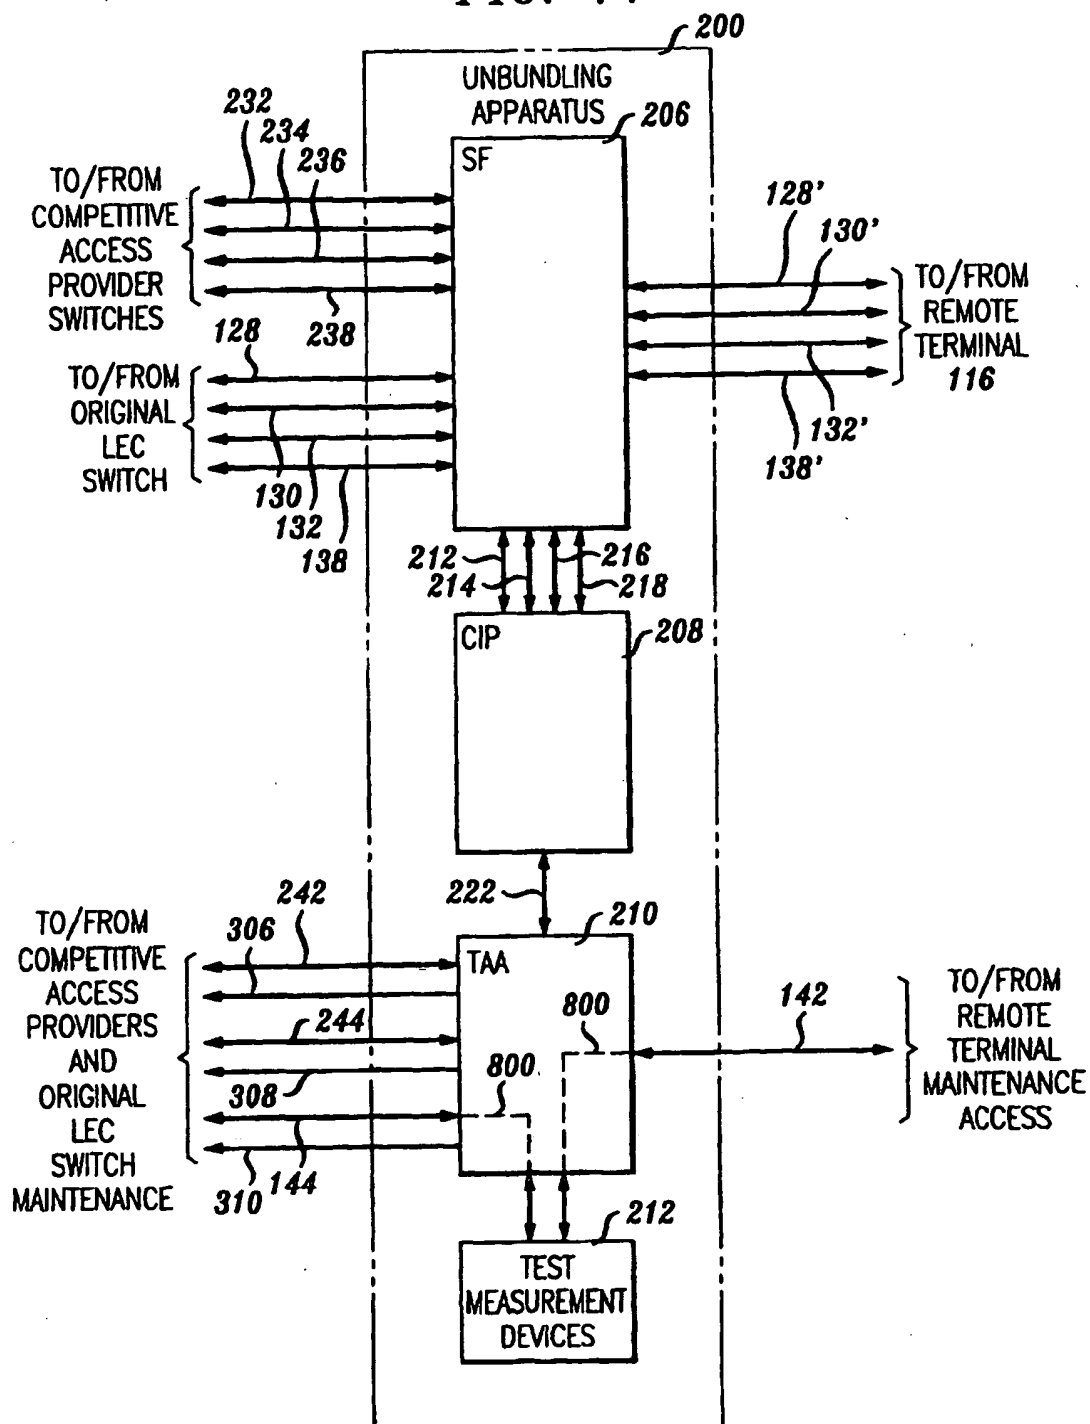 200
UNBUNDLING
APPARATUS
206
SF
232
234
236
TO/FROM
COMPETITIVE
ACCESS
PROVIDER
SWITCHES
238
128
TO/FROM
ORIGINAL
LEC
SWITCH
130
132
138
128'
130'
TO/FROM
REMOTE
TERMINAL
116
132'
138'
212
214
216
218
CIP
208
222
210
TAA
TO/FROM
COMPETITIVE
ACCESS
PROVIDERS
AND
ORIGINAL
LEC
SWITCH
MAINTENANCE
242
306
244
308
310
144
800
800
142
TO/FROM
REMOTE
TERMINAL
MAINTENANCE
ACCESS
212
TEST
MEASUREMENT
DEVICES